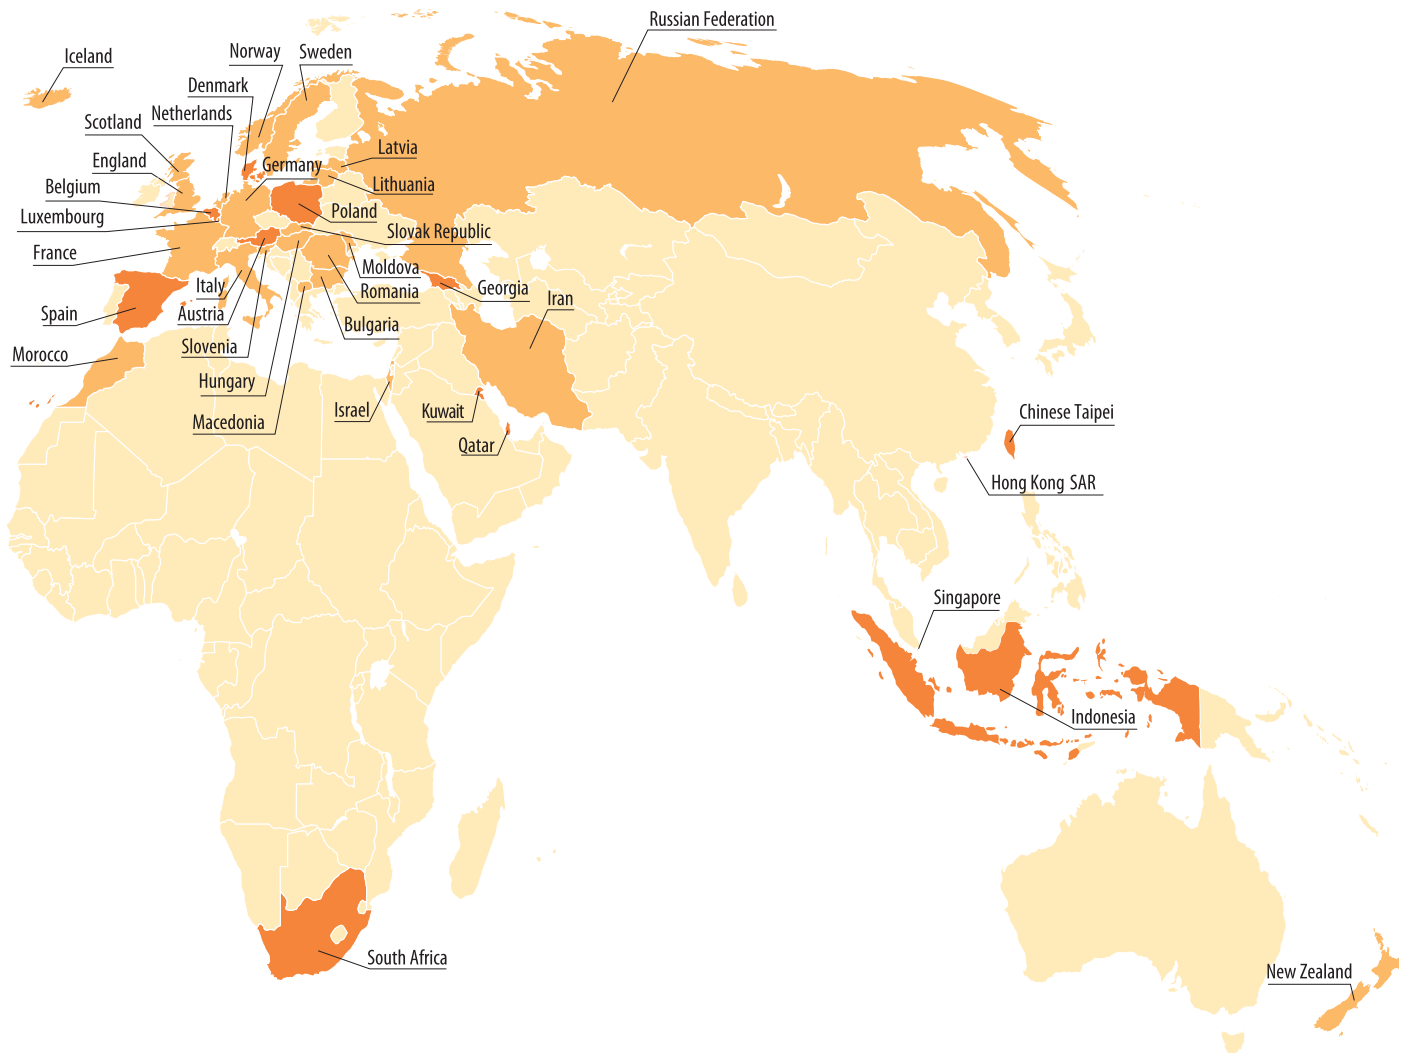 Russian Federation
Iceland
Norway
Sweden
Denmark
Netherlands
Scotland
England
Germany
Latvia
Belgium
Lithuania
Luxembourg
Poland
Slovak Republic
France
Moldova
Italy
Georgia
Romania
Iran
Spain
Austria
Bulgaria
Slovenia
Morocco
Hungary
Israel
Kuwait
Macedonia
Qatar
Chinese Taipei
Hong Kong SAR
Singapore
Indonesia
South Africa
New Zealand